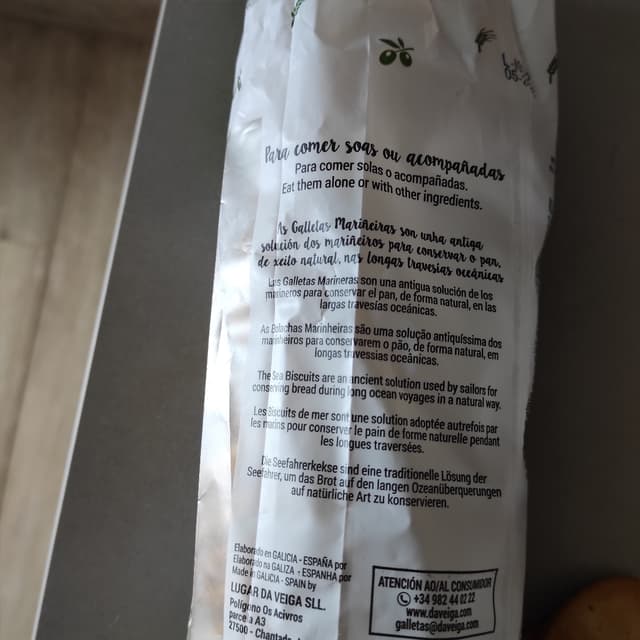 Para comer soas ou acompañadas
Para comer solas o acompañadas.
Eat them alone or with other ingredients.
As Galletas Mariñeiras son unha antiga
solución dos mariñeiros para conservar o pan,
de xeito natural, nas longas travesías oceánicas
Las Galletas Marineras son una antigua solución de los
marineros para conservar el pan, de forma natural, en las
largas travesías oceánicas.
As Bolachas Marinheiras são uma solução antiquíssima dos
marinheiros para conservarem o pão, de forma natural, em
longas travessias oceânicas.
The Sea Biscuits are an ancient solution used by sailors for
conserving bread during long ocean voyages in a natural way.
Les Biscuits de mer sont une solution adoptée autrefois par
les marins pour conserver le pain de forme naturelle pendant
les longues traversées.
Die Seefahrerkekse sind eine traditionelle Lösung der
Seefahrer, um das Brot auf den langen Ozeanüberquerungen
auf natürliche Art zu konservieren.
Elaborado en GALICIA - ESPAÑA por
Elaborado na GALIZA - ESPANHA por
Made in GALICIA - SPAIN by
LUGAR DA VEIGA SLL.
Polígono Os Acivros
parcela A3
27500 - Chantada
ATENCIÓN AO/AL CONSUMIDOR
+34 982 44 02 22
www.daveiga.com
galletas@daveiga.com